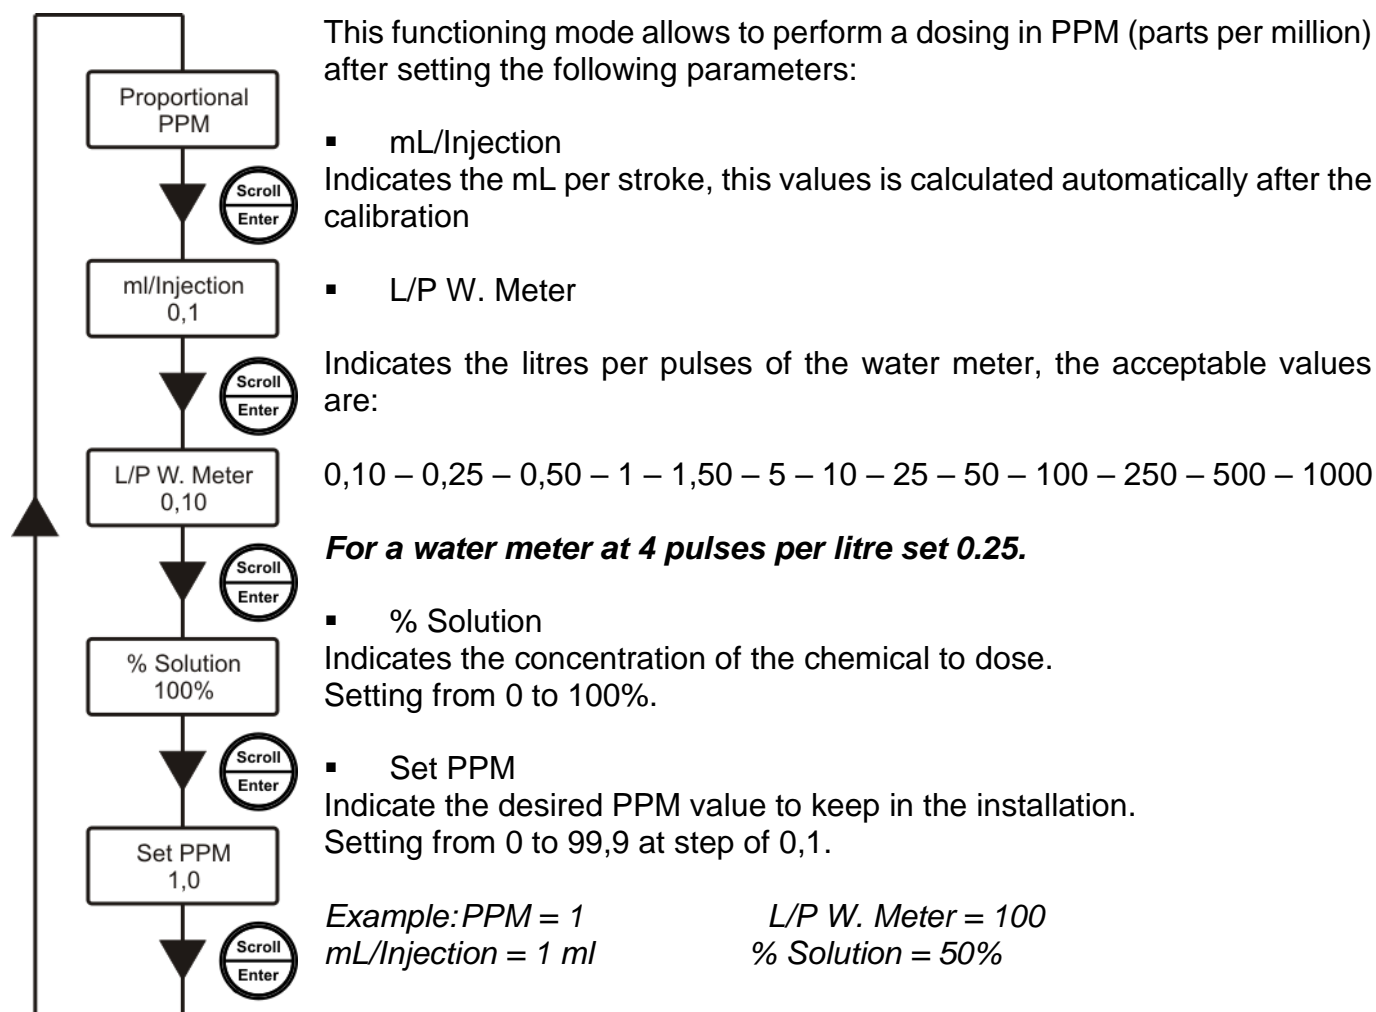 This functioning mode allows to perform a dosing in PPM (parts per million)
after setting the following parameters:
Proportional
PPM
▪ mL/Injection
Scroll
Enter
Indicates the mL per stroke, this values is calculated automatically after the
calibration
ml/Injection
0,1
▪ L/P W. Meter
Scroll
Enter
Indicates the litres per pulses of the water meter, the acceptable values
are:
L/P W. Meter
0,10
0,10 – 0,25 – 0,50 – 1 – 1,50 – 5 – 10 – 25 – 50 – 100 – 250 – 500 – 1000
For a water meter at 4 pulses per litre set 0.25.
Scroll
Enter
▪ % Solution
Indicates the concentration of the chemical to dose.
Setting from 0 to 100%.
% Solution
100%
Scroll
Enter
▪ Set PPM
Indicate the desired PPM value to keep in the installation.
Setting from 0 to 99,9 at step of 0,1.
Set PPM
1,0
Example: PPM = 1 L/P W. Meter = 100
mL/Injection = 1 ml % Solution = 50%
Scroll
Enter